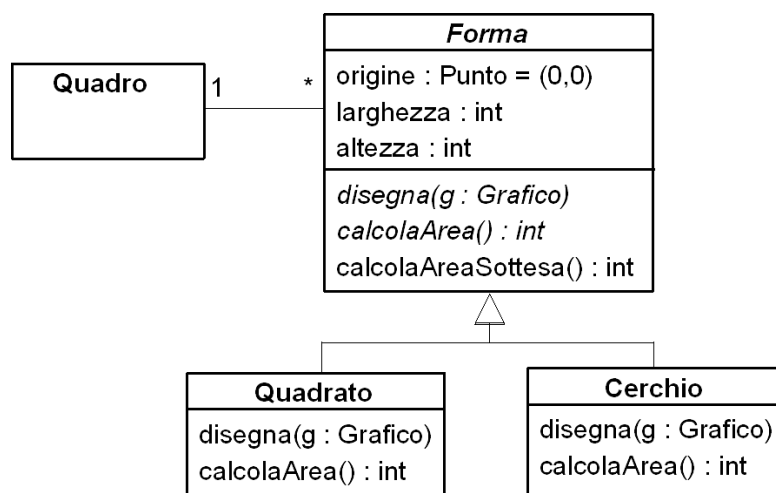 Forma
origine : Punto = (0,0)
larghezza : int
altezza : int
disegna(g : Grafico)
calcolaArea() : int
calcolaAreaSottesa() : int
Quadro
1
*
Quadrato
disegna(g : Grafico)
calcolaArea() : int
Cerchio
disegna(g : Grafico)
calcolaArea() : int